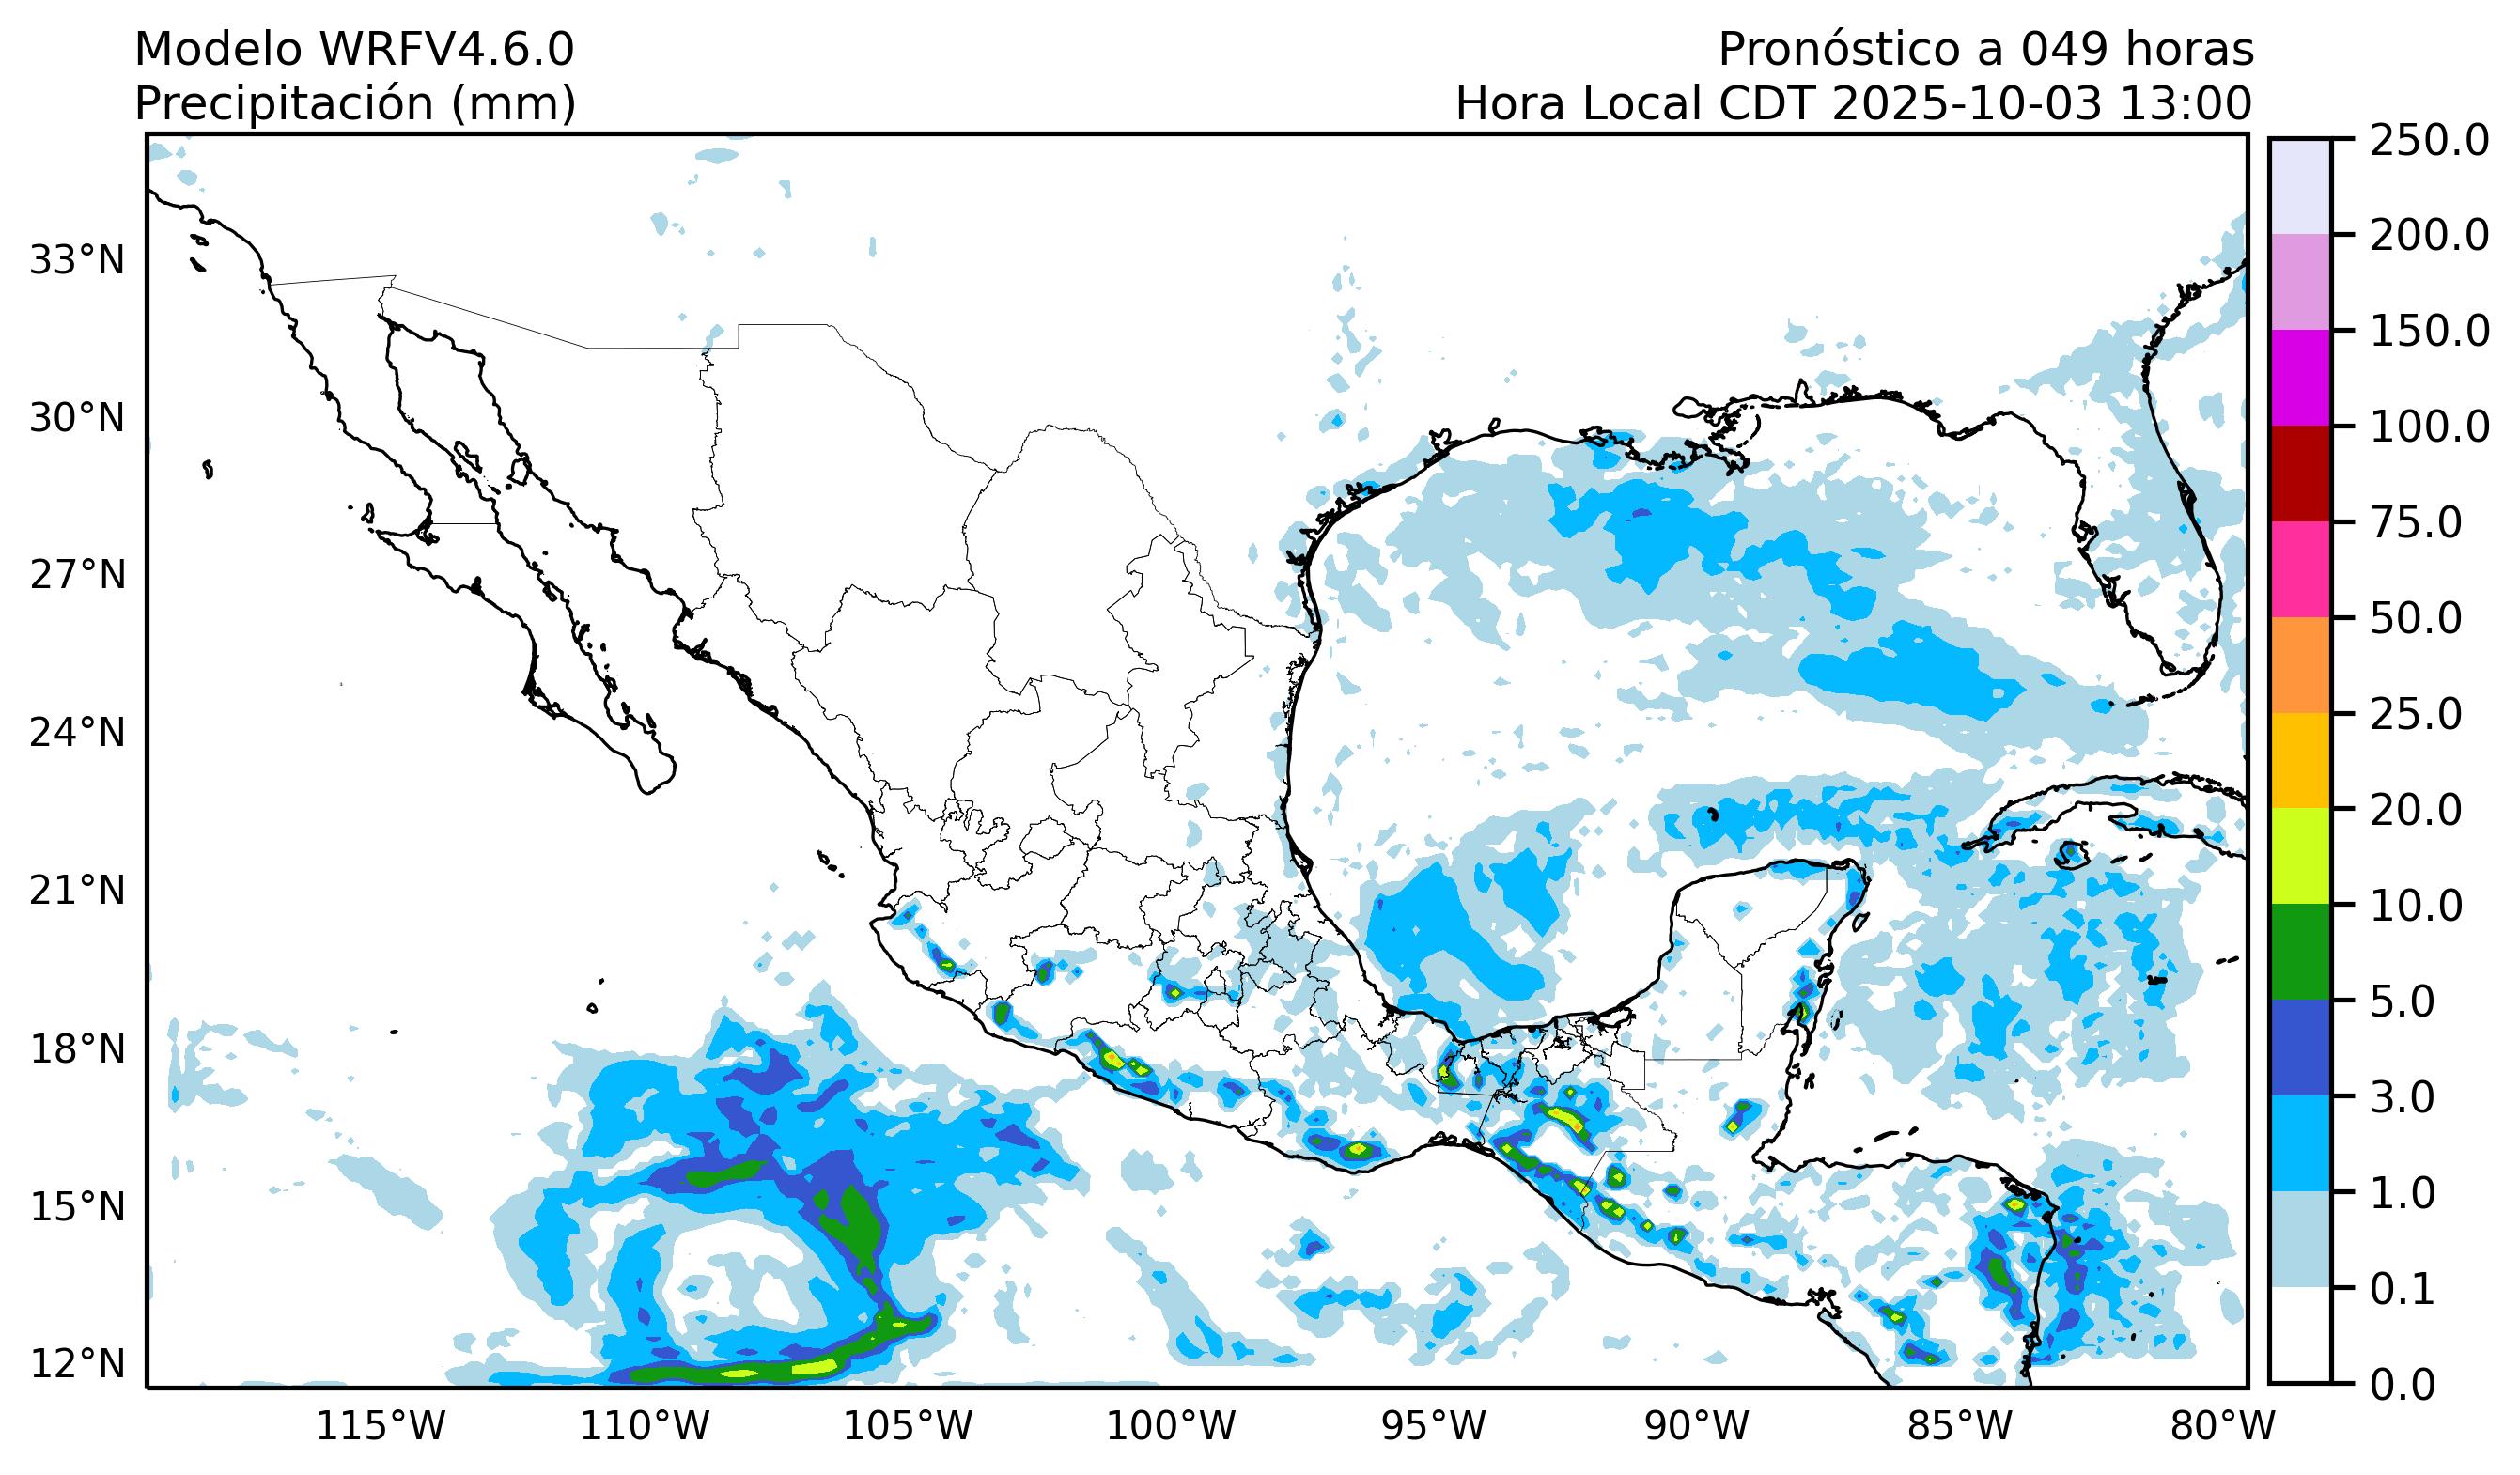 Modelo WRFV4.6.0
Precipitación (mm)
Pronóstico a 049 horas
Hora Local CDT 2025-10-03 13:00
33°N
30°N
27°N
24°N
21°N
18°N
15°N
12°N
115°W
110°W
105°W
100°W
95°W
90°W
85°W
80°W
250.0
200.0
150.0
100.0
75.0
50.0
25.0
20.0
10.0
5.0
3.0
1.0
0.1
0.0